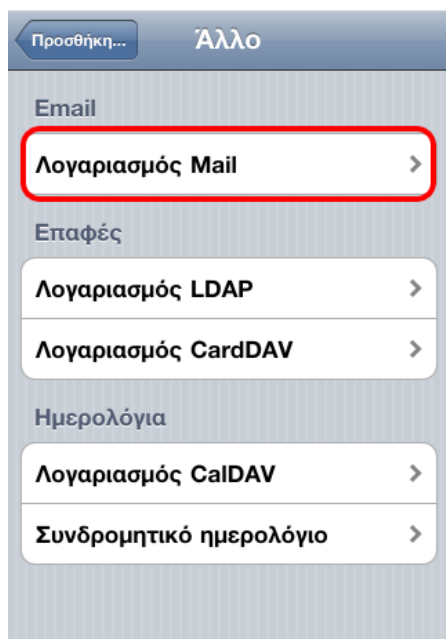 Προσθήκη...
Άλλο
Email
Λογαριασμός Mail
Επαφές
Λογαριασμός LDAP
Λογαριασμός CardDAV
Ημερολόγια
Λογαριασμός CalDAV
Συνδρομητικό ημερολόγιο